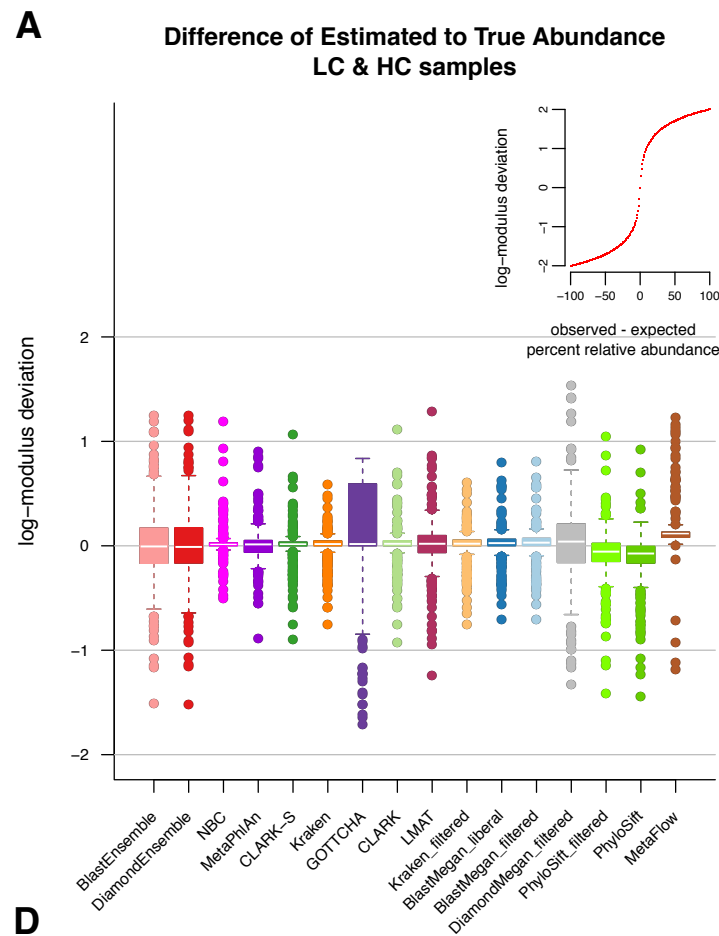 A
Difference of Estimated to True Abundance
LC & HC samples
log−modulus deviation
2
1
0
−1
−2
−100 −50 0 50 100
observed - expected
percent relative abundance
log−modulus deviation
2
1
0
−1
−2
BlastEnsemble
DiamondEnsemble
NBC
MetaPhlAn
CLARK−S
Kraken
GOTTCHA
CLARK
LMAT
Kraken_filtered
BlastMegan_liberal
BlastMegan_filtered
DiamondMegan_filtered
PhyloSift_filtered
PhyloSift
MetaFlow
D